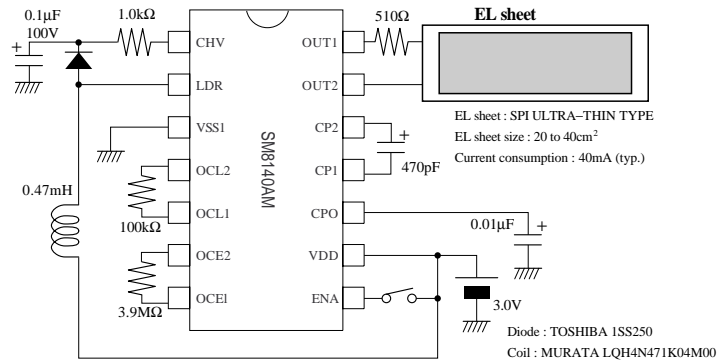 EL sheet
0.1µF
100V
+
1.0kΩ
510Ω
CHV
LDR
VSS1
OCL2
OCL1
OCE2
OCE1
SM8140AM
OUT1
OUT2
CP2
CP1
CPO
VDD
ENA
+
470pF
0.01µF
+
3.0V
0.47mH
100kΩ
3.9MΩ
EL sheet : SPI ULTRA−THIN TYPE
EL sheet size : 20 to 40cm²
Current consumption : 40mA (typ.)
Diode : TOSHIBA 1SS250
Coil : MURATA LQH4N471K04M00